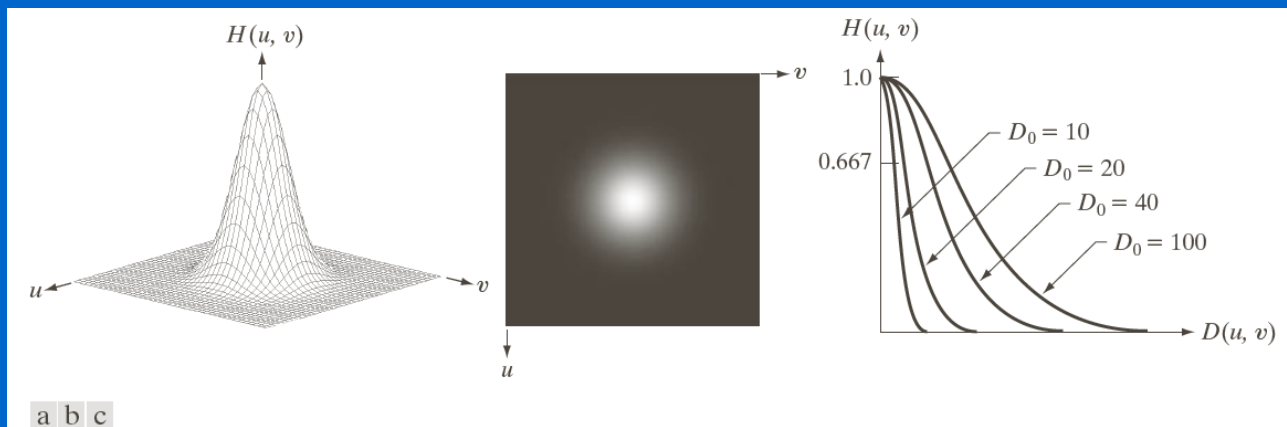 H(u, v)
u
v
v
u
H(u, v)
1.0
0.667
D₀ = 10
D₀ = 20
D₀ = 40
D₀ = 100
D(u, v)
a b c